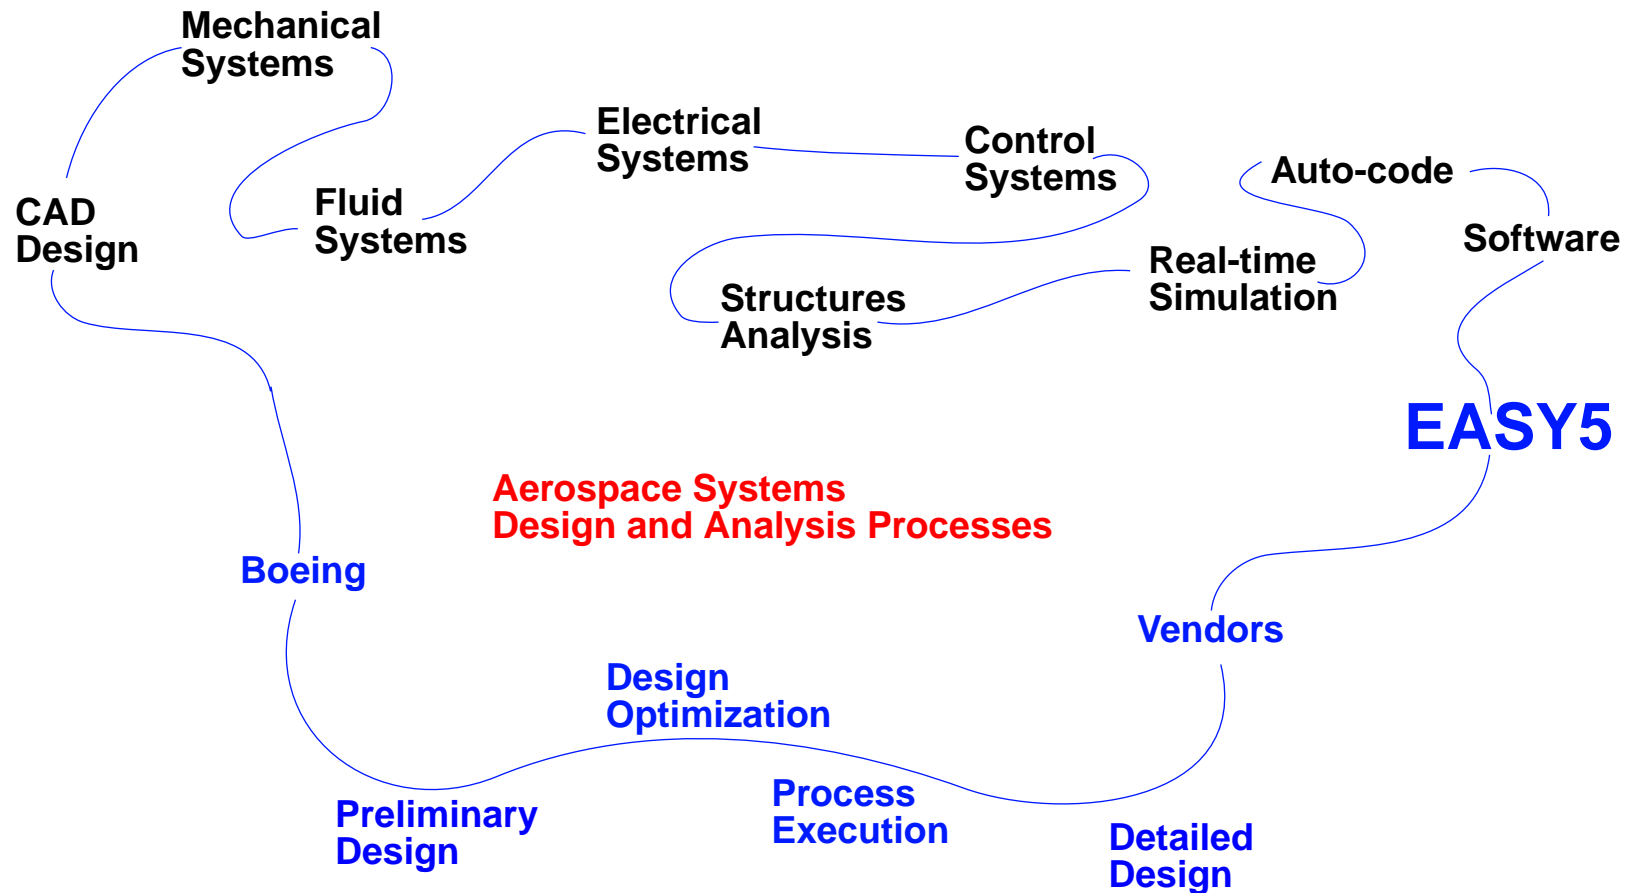 Mechanical
Systems
Electrical
Systems
Control
Systems
Auto-code
CAD
Design
Fluid
Systems
Software
Real-time
Simulation
Structures
Analysis
EASY5
Aerospace Systems
Design and Analysis Processes
Boeing
Vendors
Design
Optimization
Process
Execution
Preliminary
Design
Detailed
Design